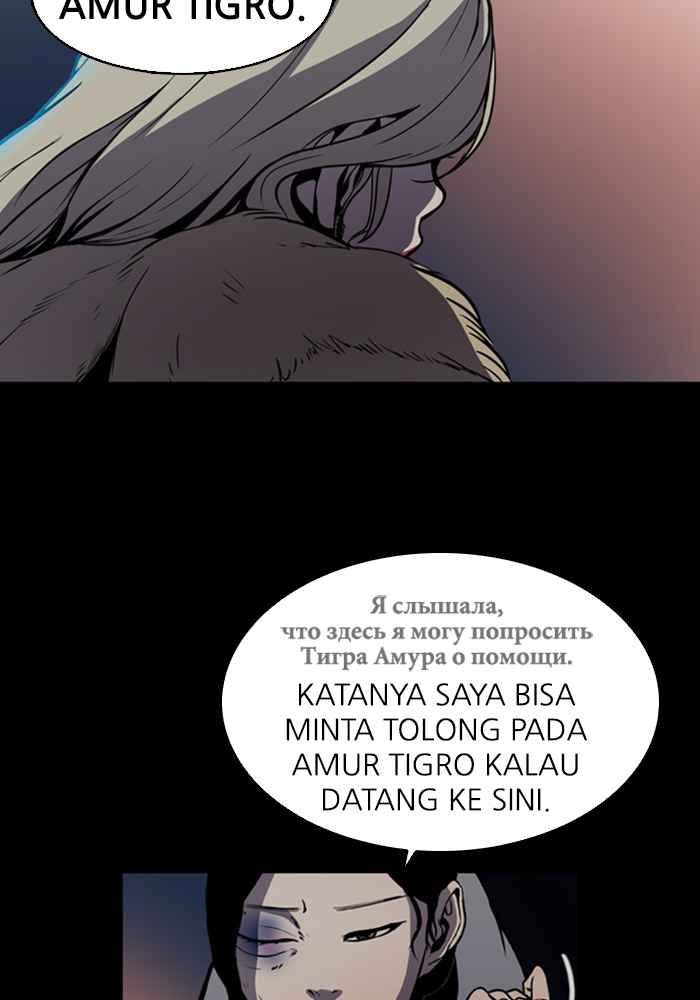 AMUR TIGRO.
Я слышала,
что здесь я могу попросить
Тигра Амура о помощи.
KATANYA SAYA BISA
MINTA TOLONG PADA
AMUR TIGRO KALAU
DATANG KE SINI.